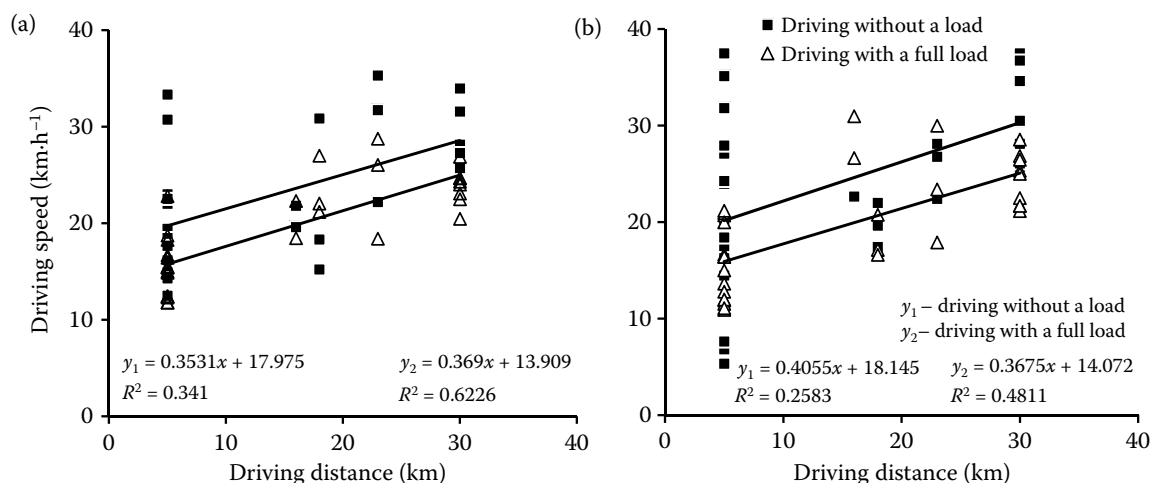 (a)
40
30
20
10
0
Driving speed (km·h⁻¹)
y₁ = 0.3531x + 17.975
R² = 0.341
y₂ = 0.369x + 13.909
R² = 0.6226
0 10 20 30 40
Driving distance (km)
(b)
Driving without a load
Driving with a full load
40
30
20
10
0
y₁ – driving without a load
y₂– driving with a full load
y₁ = 0.4055x + 18.145
R² = 0.2583
y₂ = 0.3675x + 14.072
R² = 0.4811
0 10 20 30 40
Driving distance (km)